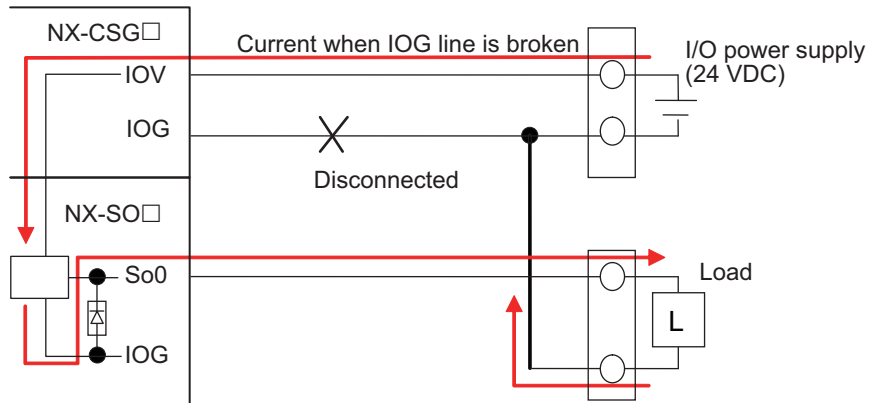 NX-CSG□
Current when IOG line is broken
I/O power supply
(24 VDC)
IOV
IOG
Disconnected
NX-SO□
So0
Load
L
IOG